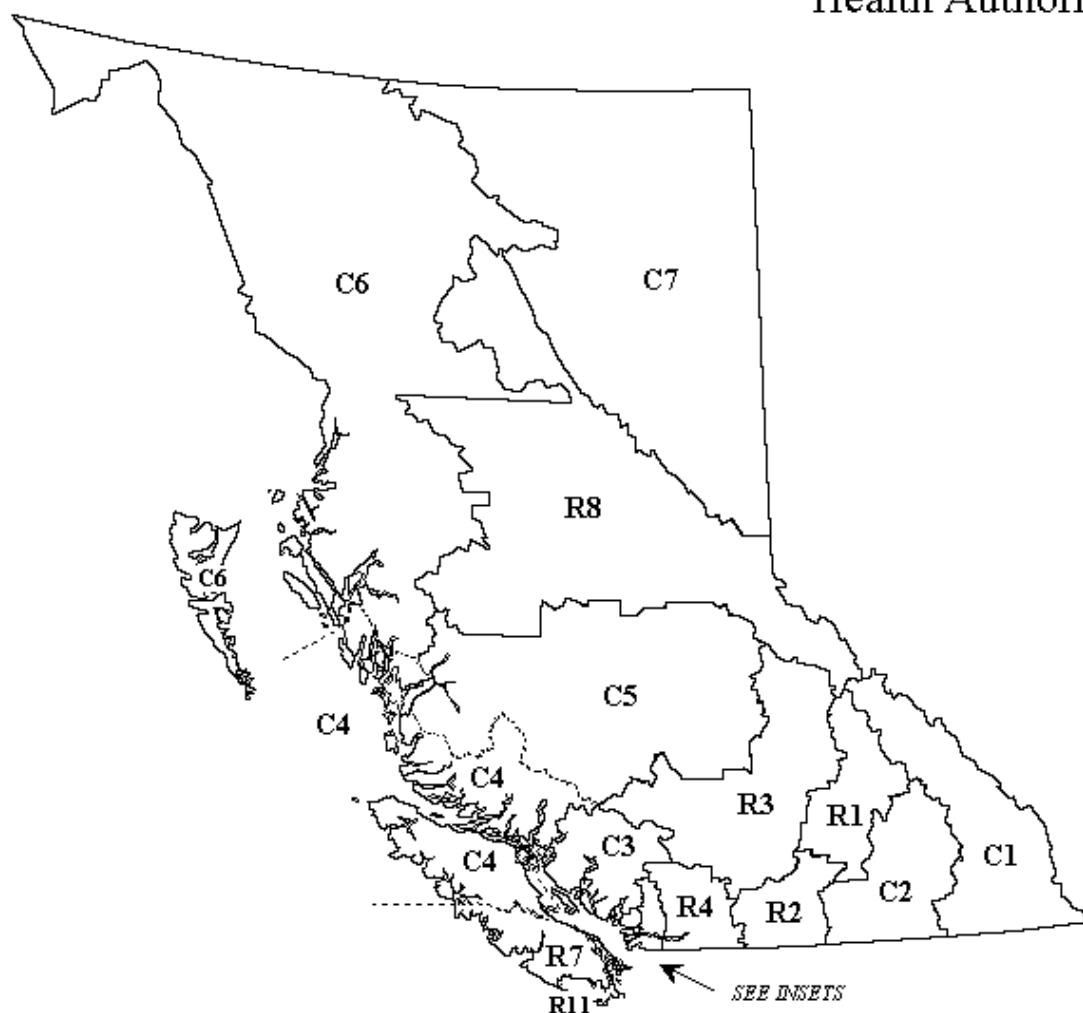 Health Authori
C6
C7
R8
C6
C5
C4
C4
R3
R1
C3
C4
C1
C2
R4
R2
R7
SEE INSETS
R11